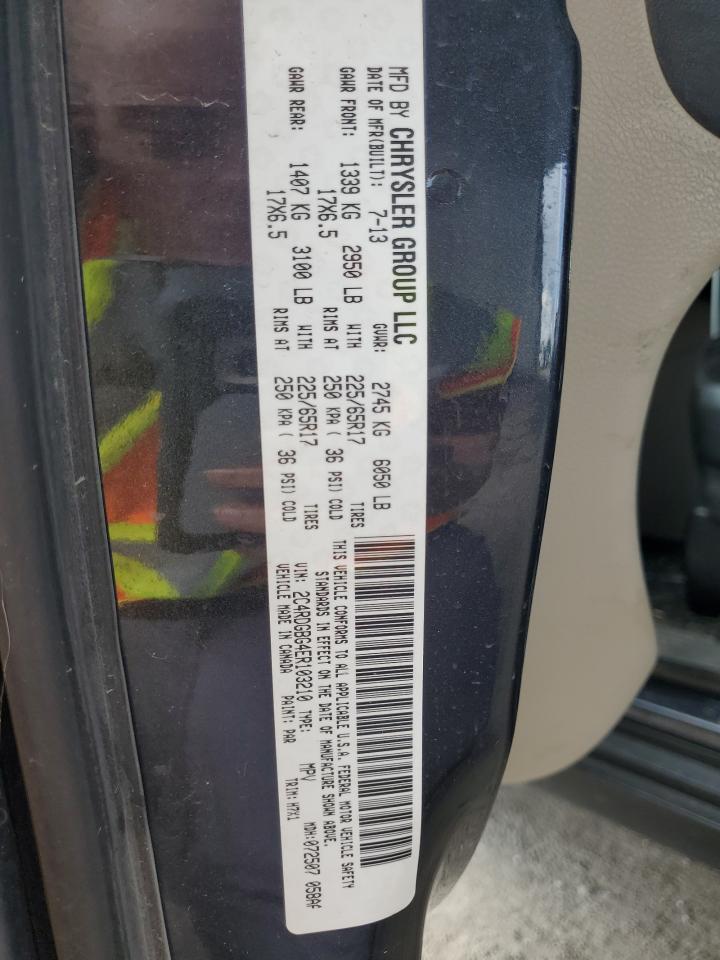 MFD BY CHRYSLER GROUP LLC
DATE OF MFR(BUILT): 7-13 GVWR: 2745 KG 6050 LB
GAWR FRONT: 1339 KG 2950 LB WITH 225/65R17 TIRES
17X6.5 RIMS AT 250 KPA ( 36 PSI) COLD
GAWR REAR: 1407 KG 3100 LB WITH 225/65R17 TIRES
17X6.5 RIMS AT 250 KPA ( 36 PSI) COLD
THIS VEHICLE CONFORMS TO ALL APPLICABLE U.S.A. FEDERAL MOTOR VEHICLE SAFETY
STANDARDS IN EFFECT ON THE DATE OF MANUFACTURE SHOWN ABOVE.
VIN: 2C4RDGBG4ER103210 TYPE: MPV MDH:072507 058AF
VEHICLE MADE IN CANADA PAINT: PAR TRIM: H7X1